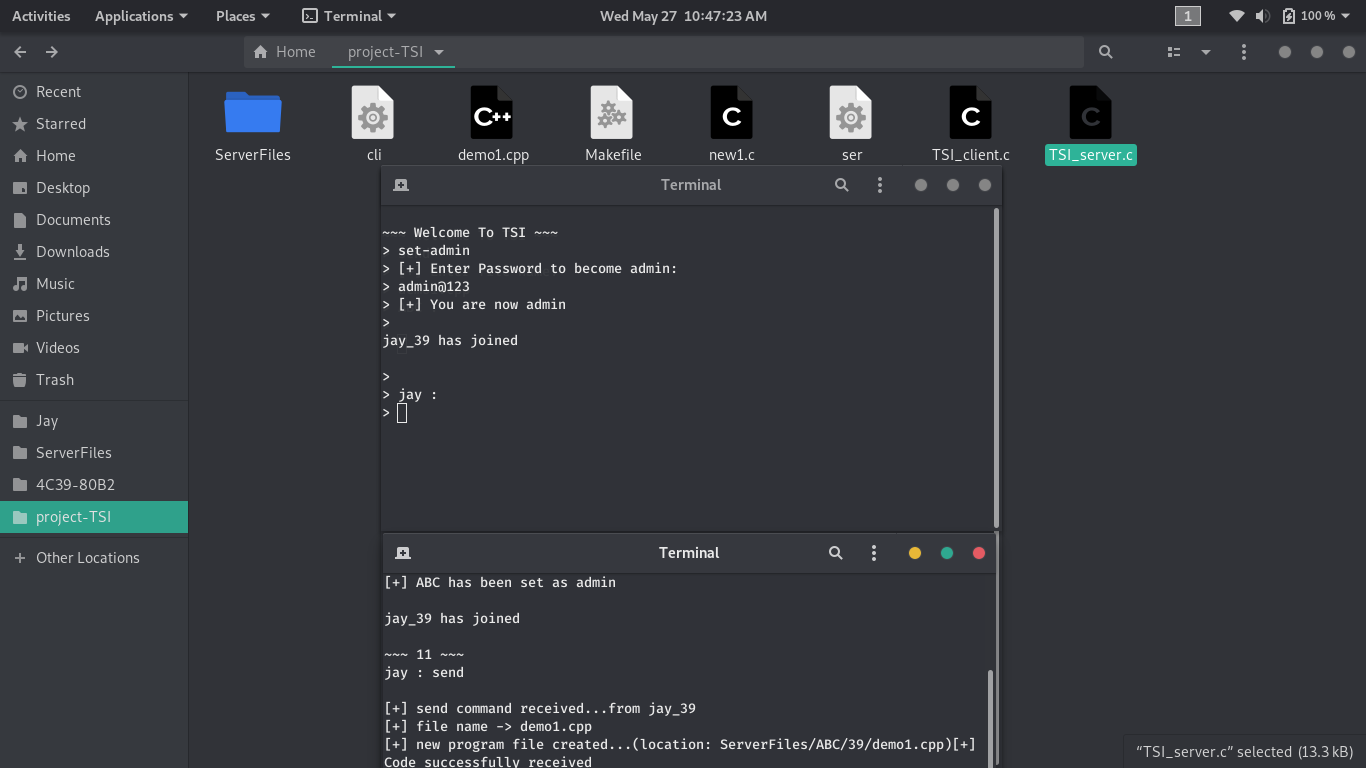 Activities Applications Places Terminal Wed May 27 10:47:23 AM 1 100 %
Home project-TSI
Recent
Starred
Home
Desktop
Documents
Downloads
Music
Pictures
Videos
Trash
Jay
ServerFiles
4C39-80B2
project-TSI
+ Other Locations
ServerFiles cli demo1.cpp Makefile new1.c ser TSI_client.c TSI_server.c
C++ C C C
Terminal
~~~ Welcome To TSI ~~~
> set-admin
> [+] Enter Password to become admin:
> admin@123
> [+] You are now admin
>
jay_39 has joined
>
> jay :
>
Terminal
[+] ABC has been set as admin
jay_39 has joined
~~~ 11 ~~~
jay : send
[+] send command received...from jay_39
[+] file name -> demo1.cpp
[+] new program file created...(location: ServerFiles/ABC/39/demo1.cpp)[+]
Code successfully received
“TSI_server.c” selected (13.3 kB)